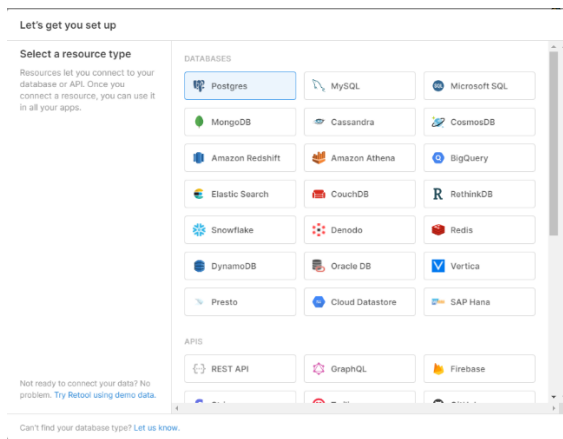 Let's get you set up
Select a resource type
Resources let you connect to your
database or API. Once you
connect a resource, you can use it
in all your apps.
Not ready to connect your data? No
problem. Try Retool using demo data.
DATABASES
Postgres
MySQL
Microsoft SQL
MongoDB
Cassandra
CosmosDB
Amazon Redshift
Amazon Athena
BigQuery
Elastic Search
CouchDB
RethinkDB
Snowflake
Denodo
Redis
DynamoDB
Oracle DB
Vertica
Presto
Cloud Datastore
SAP Hana
APIS
REST API
GraphQL
Firebase
Can't find your database type? Let us know.